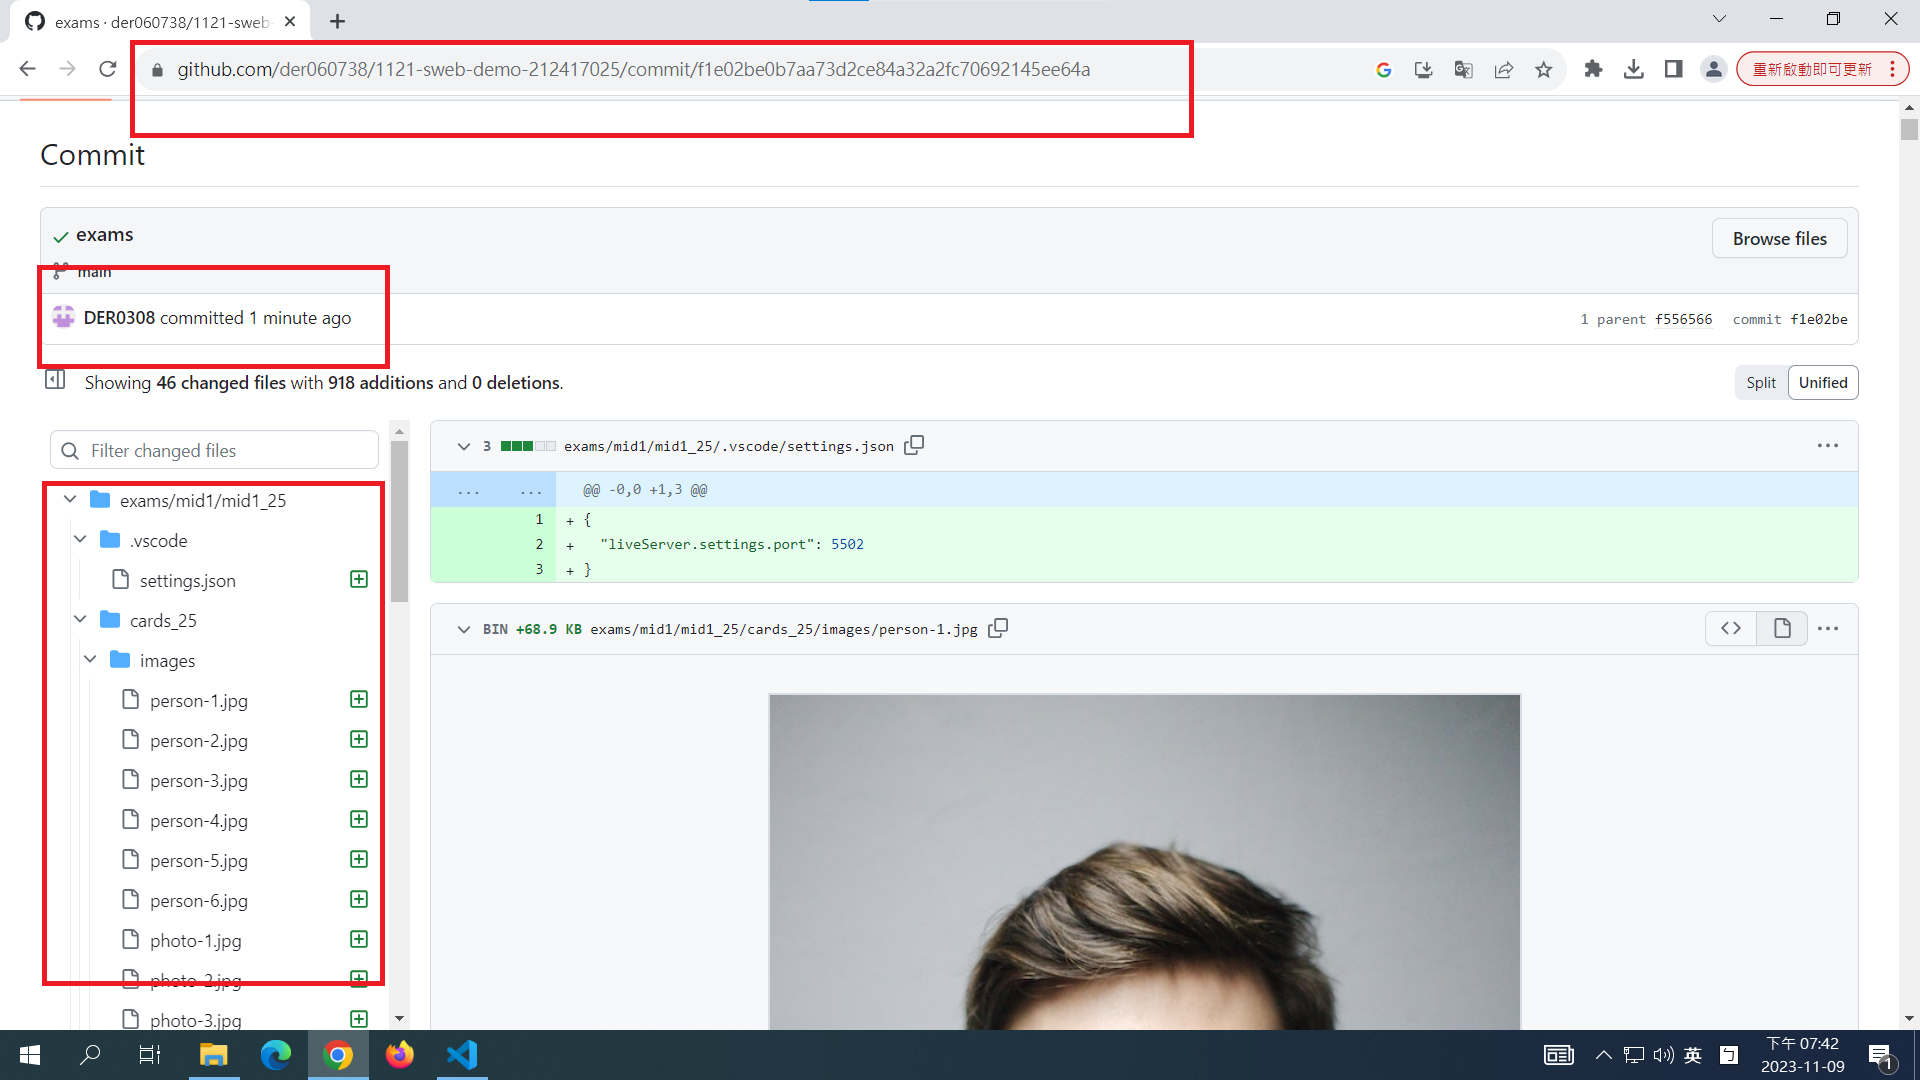 exams · der060738/1121-sweb-
github.com/der060738/1121-sweb-demo-212417025/commit/f1e02be0b7aa73d2ce84a32a2fc70692145ee64a
重新啟動即可更新
Commit
exams
Browse files
main
DER0308 committed 1 minute ago
1 parent f556566 commit f1e02be
Showing 46 changed files with 918 additions and 0 deletions.
Split Unified
Filter changed files
exams/mid1/mid1_25
.vscode
settings.json
cards_25
images
person-1.jpg
person-2.jpg
person-3.jpg
person-4.jpg
person-5.jpg
person-6.jpg
photo-1.jpg
photo-2.jpg
photo-3.jpg
3 exams/mid1/mid1_25/.vscode/settings.json
... ... @@ -0,0 +1,3 @@
1 + {
2 + "liveServer.settings.port": 5502
3 + }
BIN +68.9 KB exams/mid1/mid1_25/cards_25/images/person-1.jpg
英
下午 07:42
2023-11-09
1